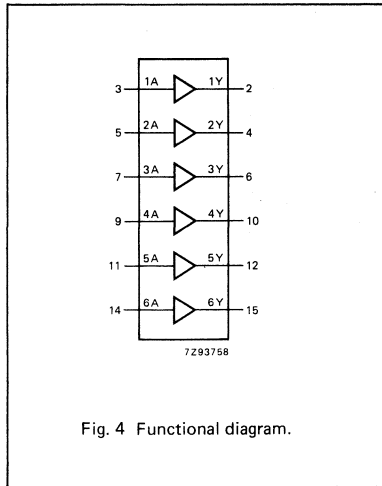 3 1A 1Y 2
5 2A 2Y 4
7 3A 3Y 6
9 4A 4Y 10
11 5A 5Y 12
14 6A 6Y 15
7Z93758
Fig. 4 Functional diagram.